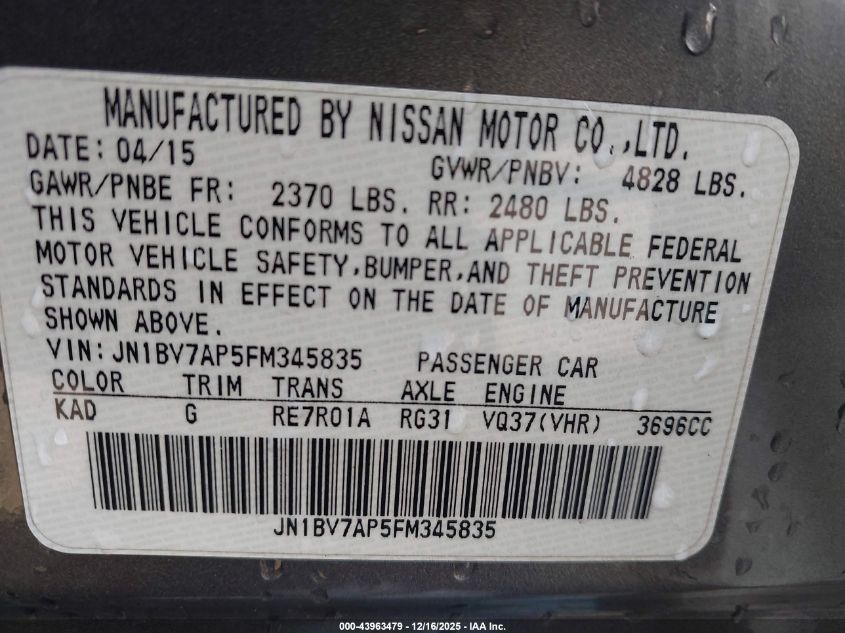 MANUFACTURED BY NISSAN MOTOR CO.,LTD.
DATE: 04/15 GVWR/PNBV: 4828 LBS.
GAWR/PNBE FR: 2370 LBS. RR: 2480 LBS.
THIS VEHICLE CONFORMS TO ALL APPLICABLE FEDERAL
MOTOR VEHICLE SAFETY,BUMPER,AND THEFT PREVENTION
STANDARDS IN EFFECT ON THE DATE OF MANUFACTURE
SHOWN ABOVE.
VIN: JN1BV7AP5FM345835 PASSENGER CAR
COLOR TRIM TRANS AXLE ENGINE
KAD G RE7R01A RG31 VQ37(VHR) 3696CC
JN1BV7AP5FM345835
000-43963479 - 12/16/2025 - IAA Inc.